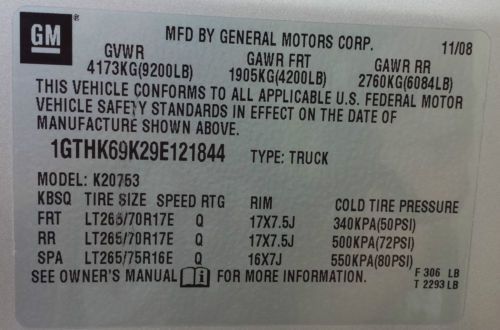 GM
MFD BY GENERAL MOTORS CORP. 11/08
GVWR GAWR FRT GAWR RR
4173KG(9200LB) 1905KG(4200LB) 2760KG(6084LB)
THIS VEHICLE CONFORMS TO ALL APPLICABLE U.S. FEDERAL MOTOR
VEHICLE SAFETY STANDARDS IN EFFECT ON THE DATE OF
MANUFACTURE SHOWN ABOVE.
1GTHK69K29E121844 TYPE: TRUCK
MODEL: K20753
KBSQ TIRE SIZE SPEED RTG RIM COLD TIRE PRESSURE
FRT LT265/70R17E Q 17X7.5J 340KPA(50PSI)
RR LT265/70R17E Q 17X7.5J 500KPA(72PSI)
SPA LT265/75R16E Q 16X7J 550KPA(80PSI)
SEE OWNER'S MANUAL i FOR MORE INFORMATION. F 306 LB
T 2293 LB